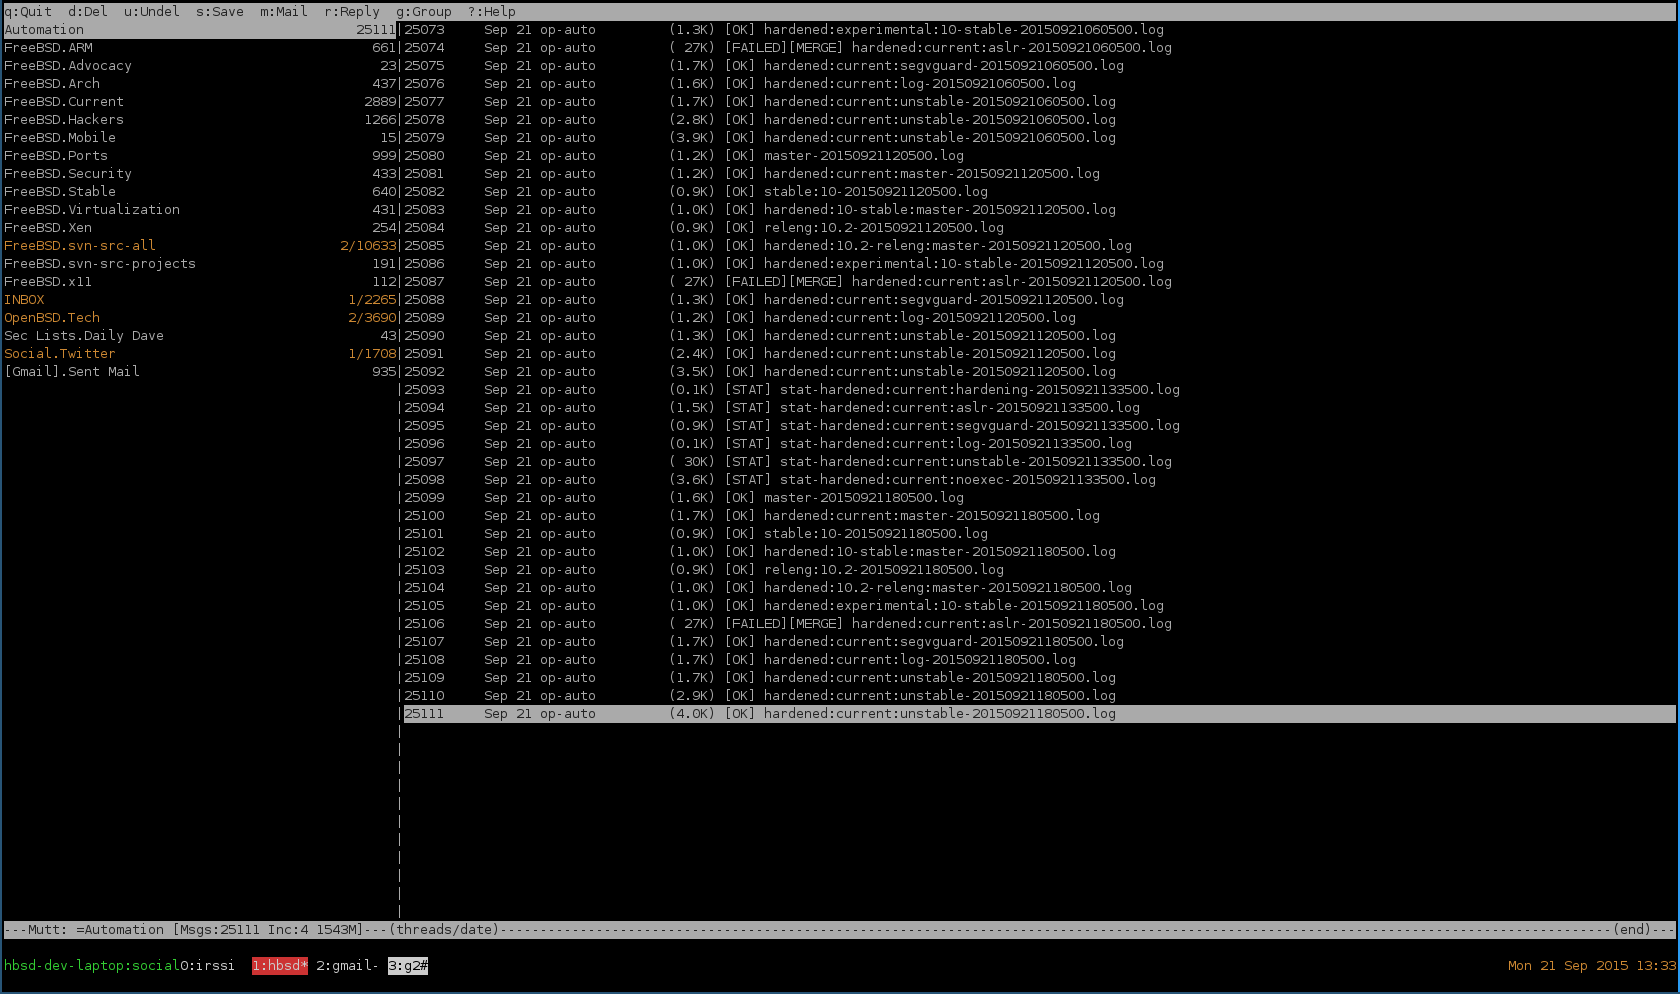 q:Quit  d:Del  u:Undel  s:Save  m:Mail  r:Reply  g:Group  ?:Help
Automation                                  25111|25073     Sep 21 op-auto         (1.3K) [OK] hardened:experimental:10-stable-20150921060500.log
FreeBSD.ARM                                   661|25074     Sep 21 op-auto         ( 27K) [FAILED][MERGE] hardened:current:aslr-20150921060500.log
FreeBSD.Advocacy                               23|25075     Sep 21 op-auto         (1.7K) [OK] hardened:current:segvguard-20150921060500.log
FreeBSD.Arch                                  437|25076     Sep 21 op-auto         (1.6K) [OK] hardened:current:log-20150921060500.log
FreeBSD.Current                              2889|25077     Sep 21 op-auto         (1.7K) [OK] hardened:current:unstable-20150921060500.log
FreeBSD.Hackers                              1266|25078     Sep 21 op-auto         (2.8K) [OK] hardened:current:unstable-20150921060500.log
FreeBSD.Mobile                                 15|25079     Sep 21 op-auto         (3.9K) [OK] hardened:current:unstable-20150921060500.log
FreeBSD.Ports                                 999|25080     Sep 21 op-auto         (1.2K) [OK] master-20150921120500.log
FreeBSD.Security                              433|25081     Sep 21 op-auto         (1.2K) [OK] hardened:current:master-20150921120500.log
FreeBSD.Stable                                640|25082     Sep 21 op-auto         (0.9K) [OK] stable:10-20150921120500.log
FreeBSD.Virtualization                        431|25083     Sep 21 op-auto         (1.0K) [OK] hardened:10-stable:master-20150921120500.log
FreeBSD.Xen                                   254|25084     Sep 21 op-auto         (0.9K) [OK] releng:10.2-20150921120500.log
FreeBSD.svn-src-all                       2/10633|25085     Sep 21 op-auto         (1.0K) [OK] hardened:10.2-releng:master-20150921120500.log
FreeBSD.svn-src-projects                      191|25086     Sep 21 op-auto         (1.0K) [OK] hardened:experimental:10-stable-20150921120500.log
FreeBSD.x11                                   112|25087     Sep 21 op-auto         ( 27K) [FAILED][MERGE] hardened:current:aslr-20150921120500.log
INBOX                                      1/2265|25088     Sep 21 op-auto         (1.3K) [OK] hardened:current:segvguard-20150921120500.log
OpenBSD.Tech                               2/3690|25089     Sep 21 op-auto         (1.2K) [OK] hardened:current:log-20150921120500.log
Sec Lists.Daily Dave                           43|25090     Sep 21 op-auto         (1.3K) [OK] hardened:current:unstable-20150921120500.log
Social.Twitter                             1/1708|25091     Sep 21 op-auto         (2.4K) [OK] hardened:current:unstable-20150921120500.log
[Gmail].Sent Mail                             935|25092     Sep 21 op-auto         (3.5K) [OK] hardened:current:unstable-20150921120500.log
|25093     Sep 21 op-auto         (0.1K) [STAT] stat-hardened:current:hardening-20150921133500.log
|25094     Sep 21 op-auto         (1.5K) [STAT] stat-hardened:current:aslr-20150921133500.log
|25095     Sep 21 op-auto         (0.9K) [STAT] stat-hardened:current:segvguard-20150921133500.log
|25096     Sep 21 op-auto         (0.1K) [STAT] stat-hardened:current:log-20150921133500.log
|25097     Sep 21 op-auto         ( 30K) [STAT] stat-hardened:current:unstable-20150921133500.log
|25098     Sep 21 op-auto         (3.6K) [STAT] stat-hardened:current:noexec-20150921133500.log
|25099     Sep 21 op-auto         (1.6K) [OK] master-20150921180500.log
|25100     Sep 21 op-auto         (1.7K) [OK] hardened:current:master-20150921180500.log
|25101     Sep 21 op-auto         (0.9K) [OK] stable:10-20150921180500.log
|25102     Sep 21 op-auto         (1.0K) [OK] hardened:10-stable:master-20150921180500.log
|25103     Sep 21 op-auto         (0.9K) [OK] releng:10.2-20150921180500.log
|25104     Sep 21 op-auto         (1.0K) [OK] hardened:10.2-releng:master-20150921180500.log
|25105     Sep 21 op-auto         (1.0K) [OK] hardened:experimental:10-stable-20150921180500.log
|25106     Sep 21 op-auto         ( 27K) [FAILED][MERGE] hardened:current:aslr-20150921180500.log
|25107     Sep 21 op-auto         (1.7K) [OK] hardened:current:segvguard-20150921180500.log
|25108     Sep 21 op-auto         (1.7K) [OK] hardened:current:log-20150921180500.log
|25109     Sep 21 op-auto         (1.7K) [OK] hardened:current:unstable-20150921180500.log
|25110     Sep 21 op-auto         (2.9K) [OK] hardened:current:unstable-20150921180500.log
|25111     Sep 21 op-auto         (4.0K) [OK] hardened:current:unstable-20150921180500.log
---Mutt: =Automation [Msgs:25111 Inc:4 1543M]---(threads/date)---(end)---
hbsd-dev-laptop:social0:irssi  1:hbsd* 2:gmail- 3:g2#  Mon 21 Sep 2015 13:33